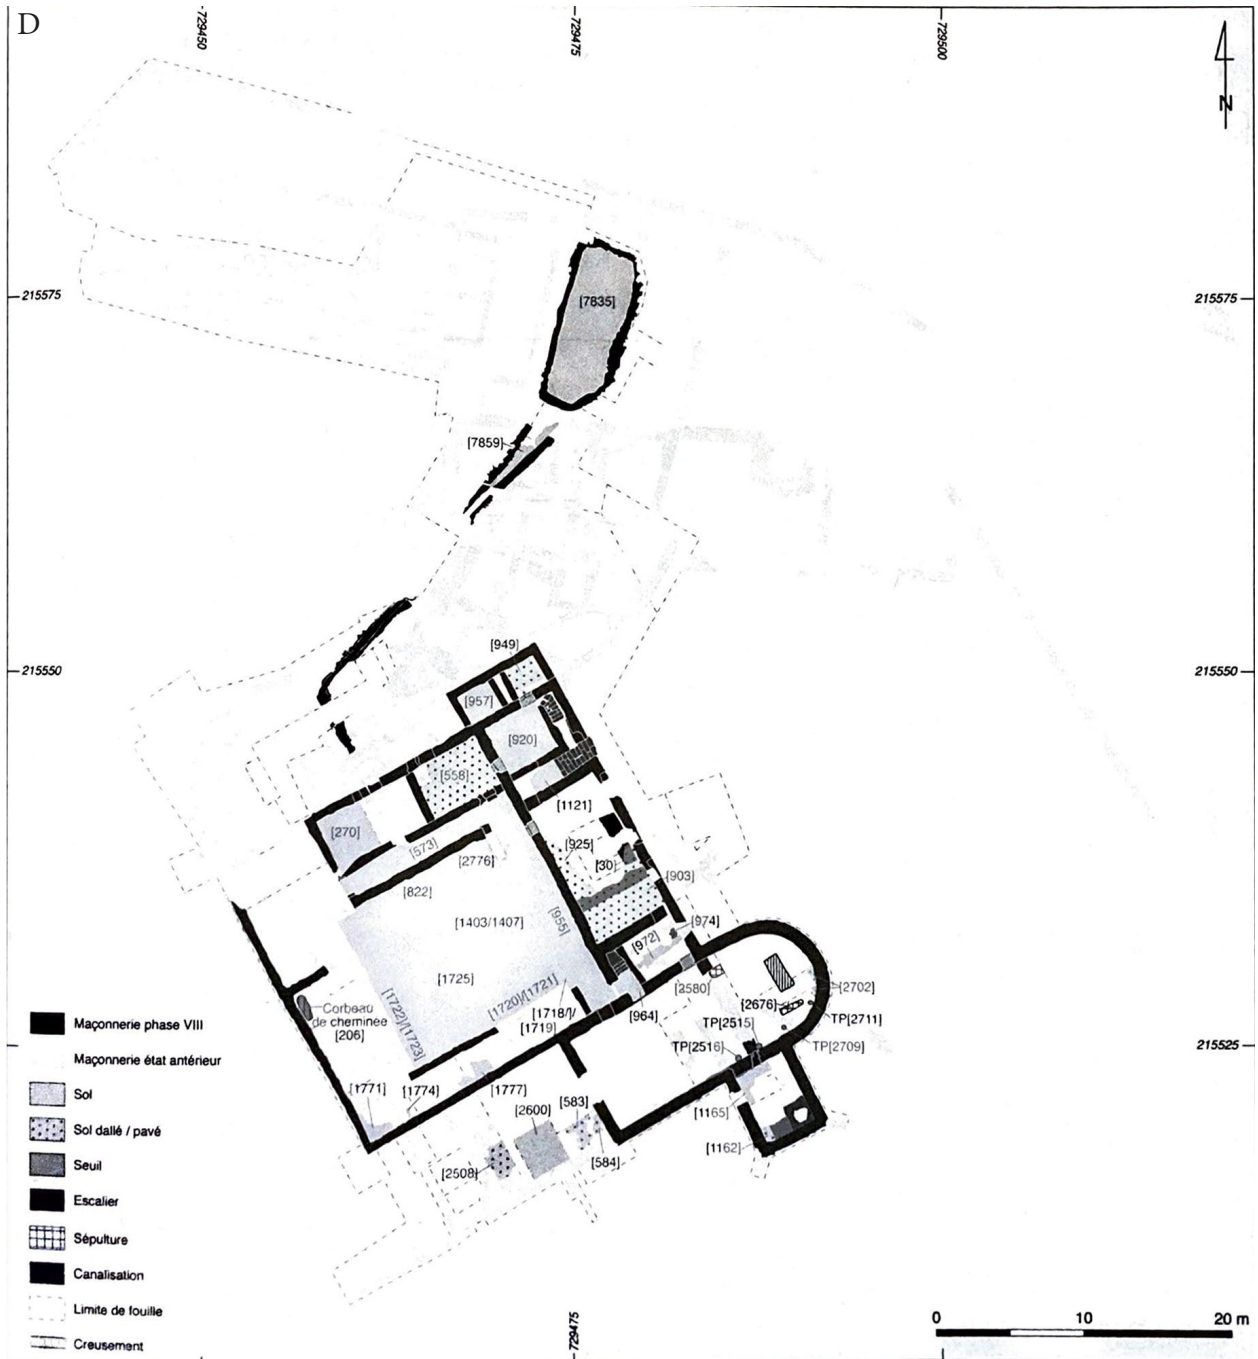 D
729450
729475
729500
N
215575
215575
[7835]
[7859]
215550
215550
[949]
[957]
[920]
[558]
[1121]
[270]
[925]
[573]
[2776]
[30]
[903]
[822]
[1403/1407]
[955]
[974]
[972]
[1725]
[2580]
[2702]
[1720]/[1721]
[2676]
[1722]/[1723]
[1718]/
[1719]
[964]
TP[2515]
TP[2711]
Corbeau
de cheminée
[206]
TP[2516]
TP[2709]
215525
[1771]
[1774]
[1777]
[2600]
[583]
[1165]
[584]
[1162]
[2508]
Maçonnerie phase VIII
Maçonnerie état antérieur
Sol
Sol dallé / pavé
Seuil
Escalier
Sépulture
Canalisation
Limite de fouille
Creusement
729475
0 10 20 m